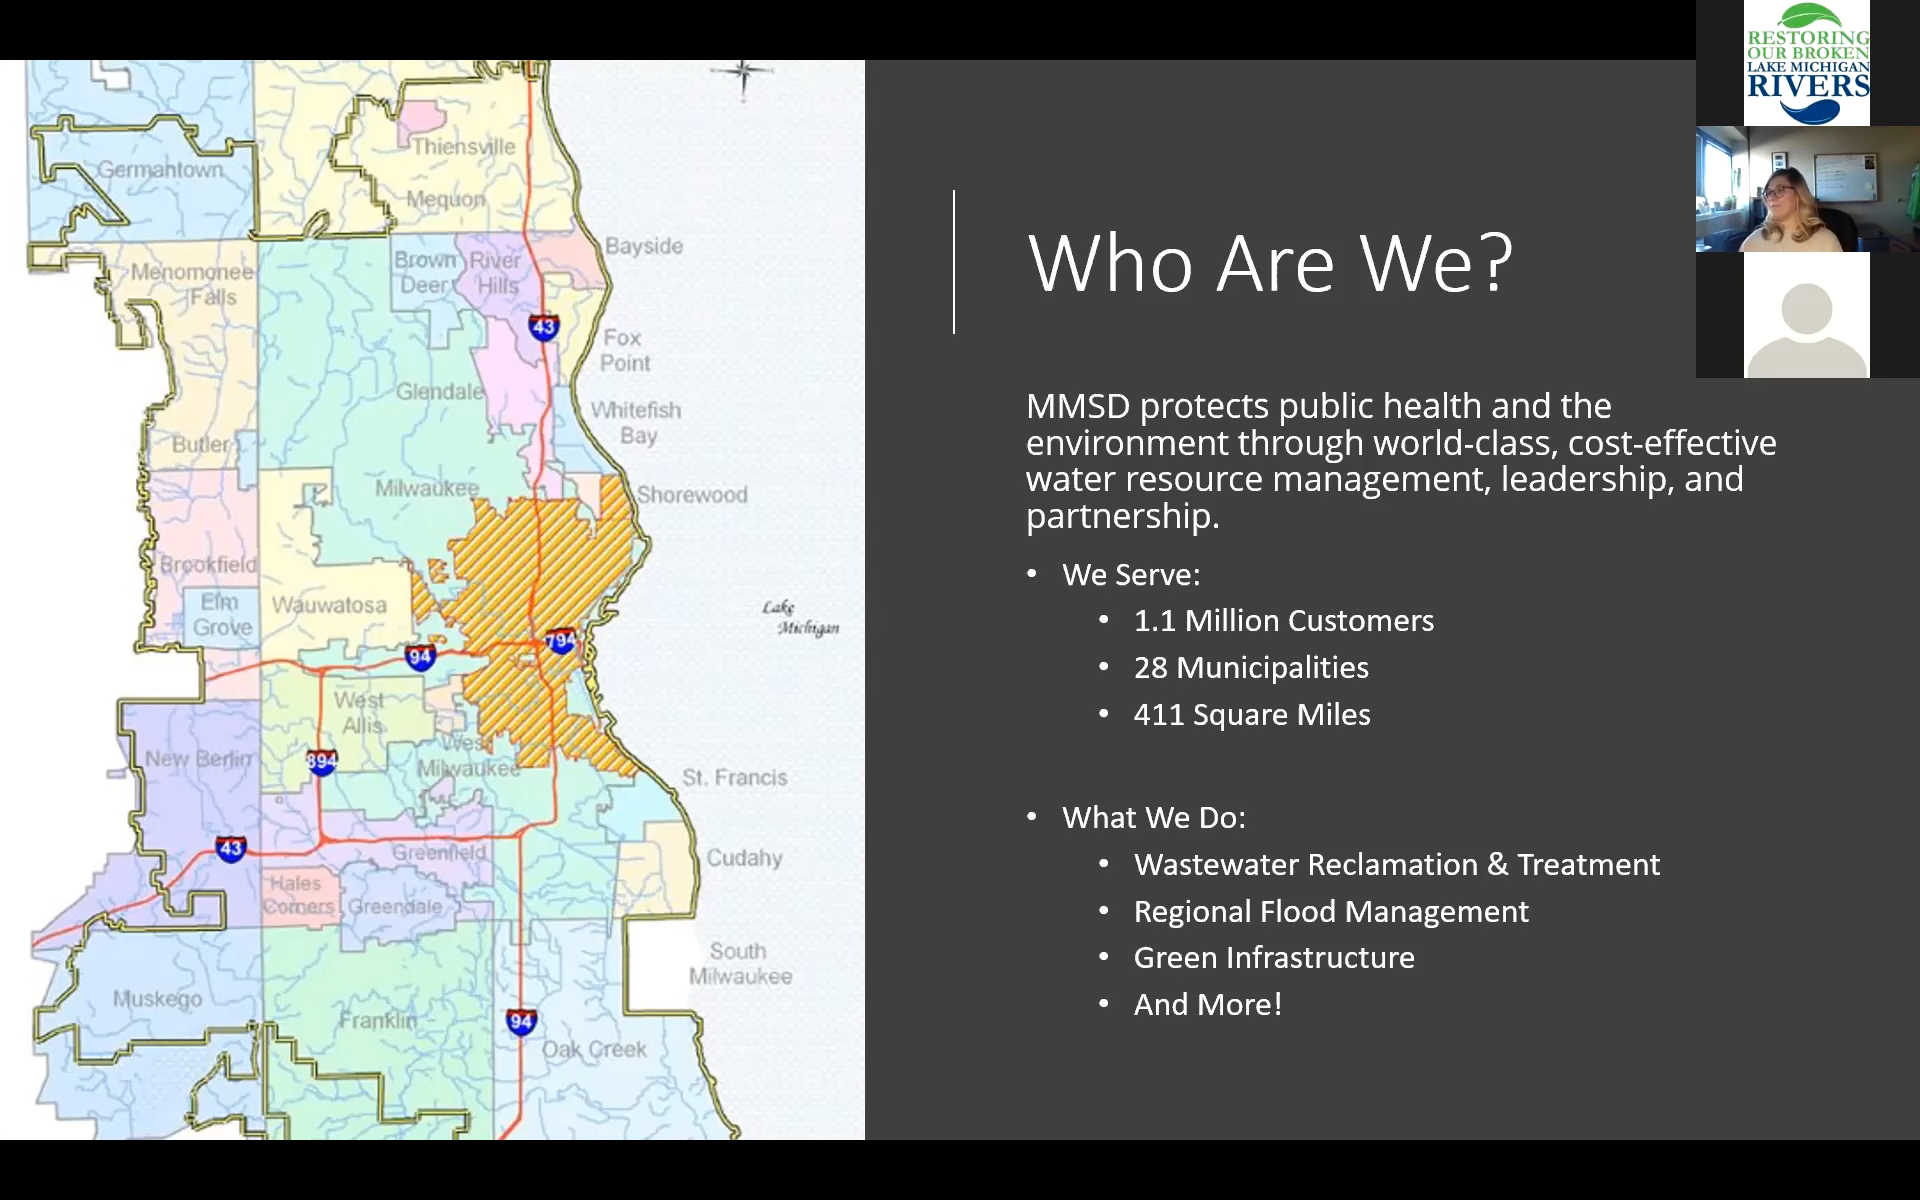 RESTORING
OUR BROKEN
LAKE MICHIGAN
RIVERS
Thiensville
Germantown
Mequon
Bayside
Brown
Deer
River
Hills
Menomonee
Falls
43
Fox
Point
Glendale
Whitefish
Bay
Butler
Milwaukee
Shorewood
Brookfield
Elm
Grove
Wauwatosa
Lake
Michigan
794
94
West
Allis
New Berlin
894
West
Milwaukee
St. Francis
43
Greenfield
Cudahy
Hales
Corners
Greendale
South
Milwaukee
Muskego
Franklin
94
Oak Creek
Who Are We?
MMSD protects public health and the
environment through world-class, cost-effective
water resource management, leadership, and
partnership.
• We Serve:
• 1.1 Million Customers
• 28 Municipalities
• 411 Square Miles
• What We Do:
• Wastewater Reclamation & Treatment
• Regional Flood Management
• Green Infrastructure
• And More!